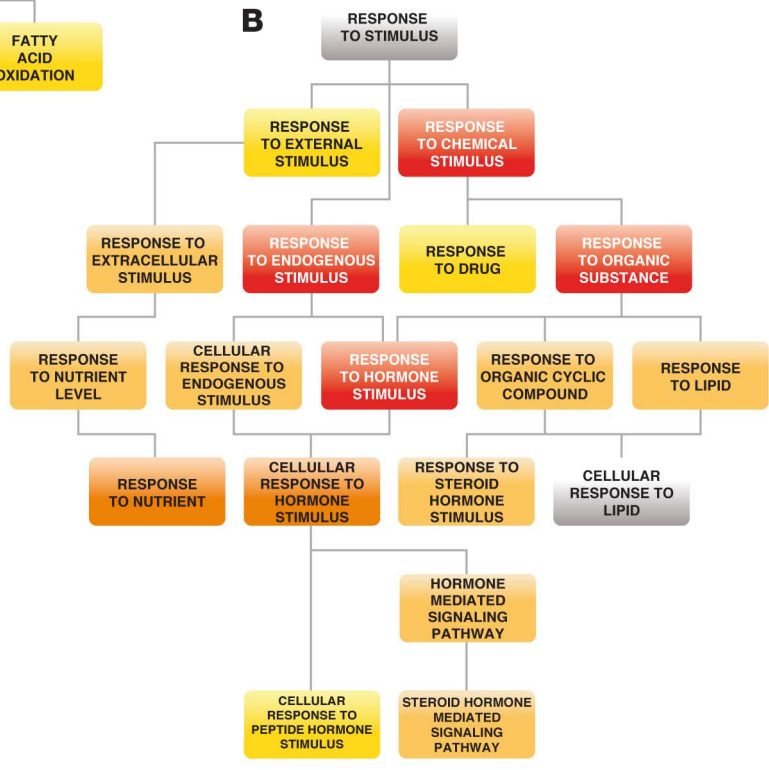 B
FATTY
ACID
OXIDATION
RESPONSE
TO STIMULUS
RESPONSE
TO EXTERNAL
STIMULUS
RESPONSE
TO CHEMICAL
STIMULUS
RESPONSE TO
EXTRACELLULAR
STIMULUS
RESPONSE
TO ENDOGENOUS
STIMULUS
RESPONSE
TO DRUG
RESPONSE
TO ORGANIC
SUBSTANCE
RESPONSE
TO NUTRIENT
LEVEL
CELLULAR
RESPONSE TO
ENDOGENOUS
STIMULUS
RESPONSE
TO HORMONE
STIMULUS
RESPONSE TO
ORGANIC CYCLIC
COMPOUND
RESPONSE
TO LIPID
RESPONSE
TO NUTRIENT
CELLULLAR
RESPONSE TO
HORMONE
STIMULUS
RESPONSE TO
STEROID
HORMONE
STIMULUS
CELLULAR
RESPONSE TO
LIPID
HORMONE
MEDIATED
SIGNALING
PATHWAY
CELLULAR
RESPONSE TO
PEPTIDE HORMONE
STIMULUS
STEROID HORMONE
MEDIATED
SIGNALING
PATHWAY